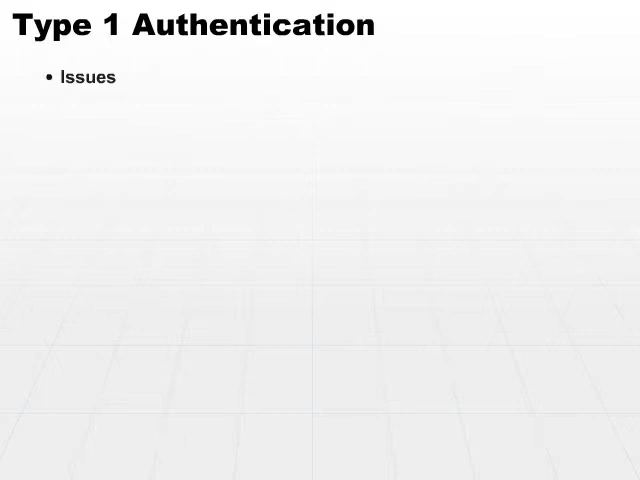 Type 1 Authentication
• Issues